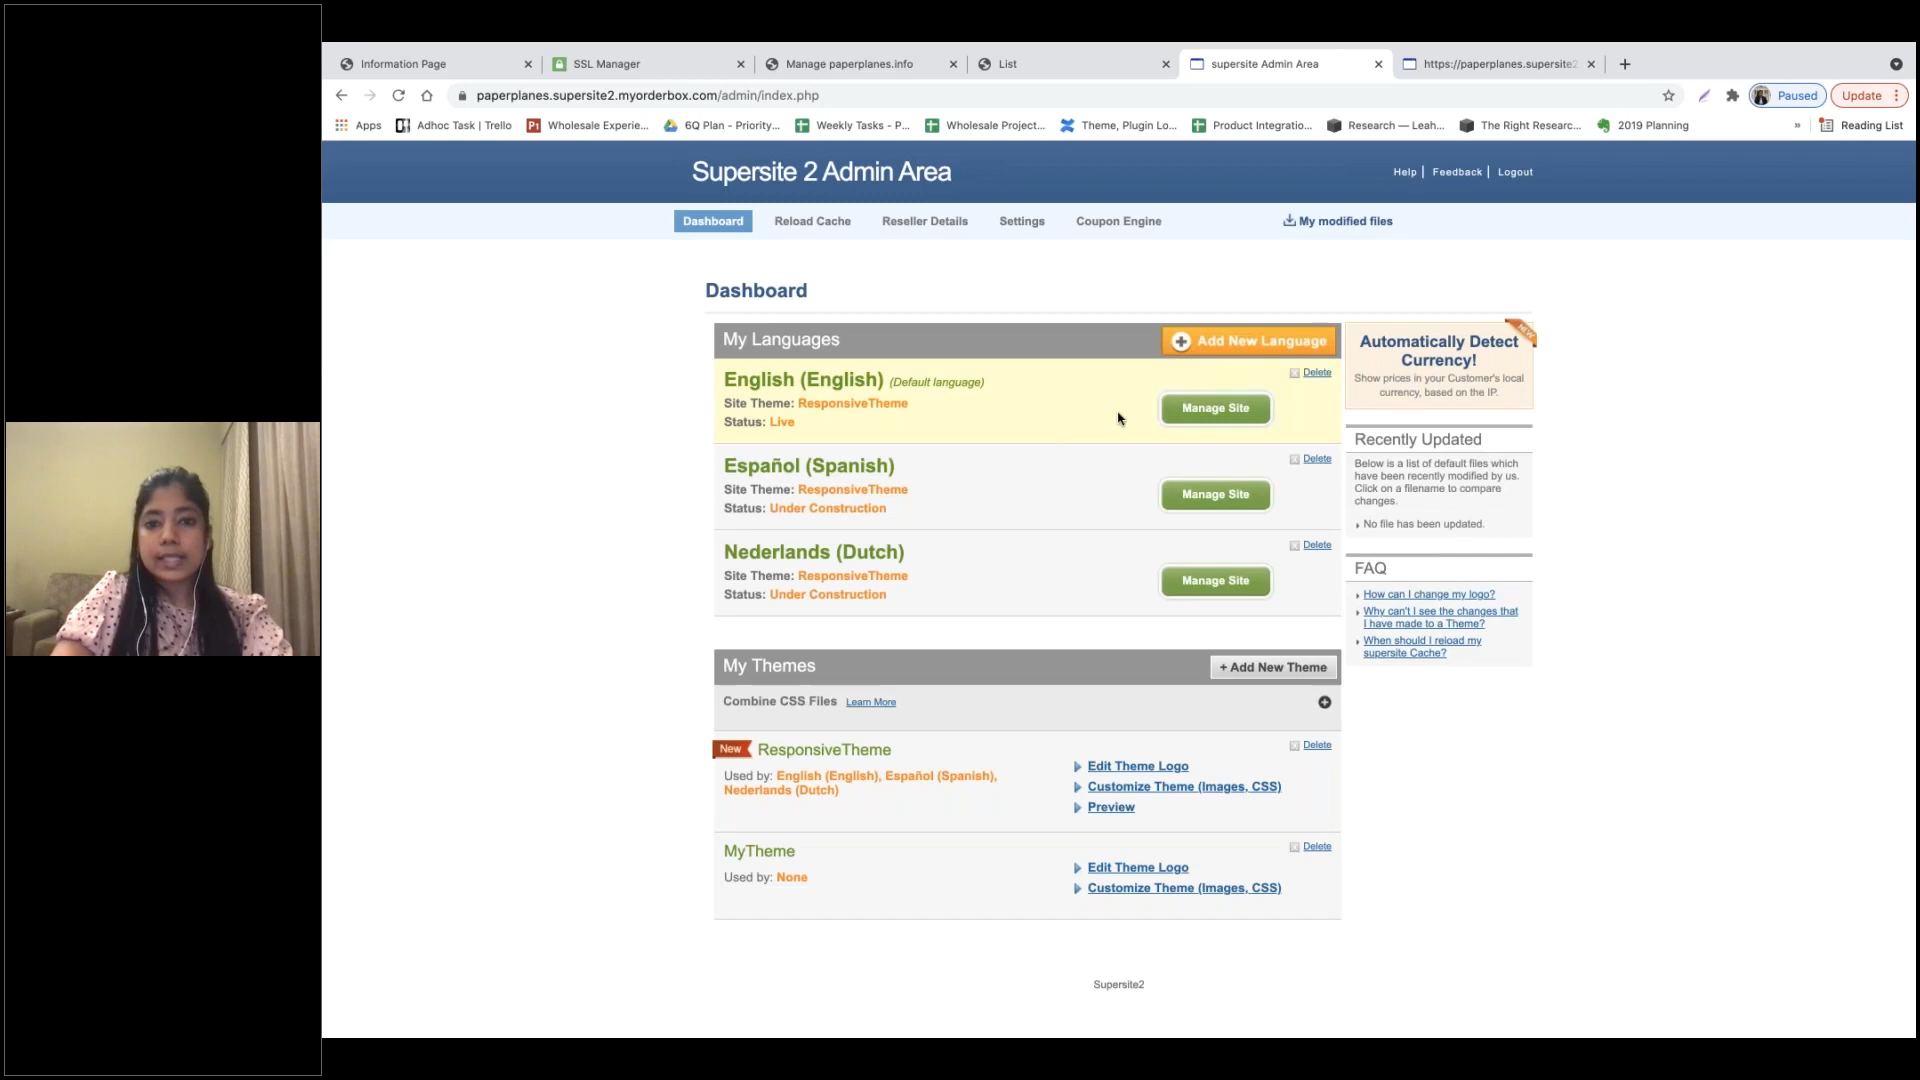 Information Page
SSL Manager
Manage paperplanes.info
List
supersite Admin Area
https://paperplanes.supersite2
paperplanes.supersite2.myorderbox.com/admin/index.php
Paused
Update
Apps
Adhoc Task | Trello
Wholesale Experie...
6Q Plan - Priority...
Weekly Tasks - P...
Wholesale Project...
Theme, Plugin Lo...
Product Integratio...
Research — Leah...
The Right Researc...
2019 Planning
»
Reading List
Supersite 2 Admin Area
Help | Feedback | Logout
Dashboard
Reload Cache
Reseller Details
Settings
Coupon Engine
My modified files
Dashboard
My Languages
Add New Language
English (English) (Default language)
Delete
Site Theme: ResponsiveTheme
Manage Site
Status: Live
Español (Spanish)
Delete
Site Theme: ResponsiveTheme
Manage Site
Status: Under Construction
Nederlands (Dutch)
Delete
Site Theme: ResponsiveTheme
Manage Site
Status: Under Construction
NEW
Automatically Detect
Currency!
Show prices in your Customer's local
currency, based on the IP.
Recently Updated
Below is a list of default files which
have been recently modified by us.
Click on a filename to compare
changes.
No file has been updated.
FAQ
How can I change my logo?
Why can't I see the changes that
I have made to a Theme?
When should I reload my
supersite Cache?
My Themes
+ Add New Theme
Combine CSS Files Learn More
New ResponsiveTheme
Delete
Used by: English (English), Español (Spanish),
Nederlands (Dutch)
Edit Theme Logo
Customize Theme (Images, CSS)
Preview
MyTheme
Delete
Used by: None
Edit Theme Logo
Customize Theme (Images, CSS)
Supersite2